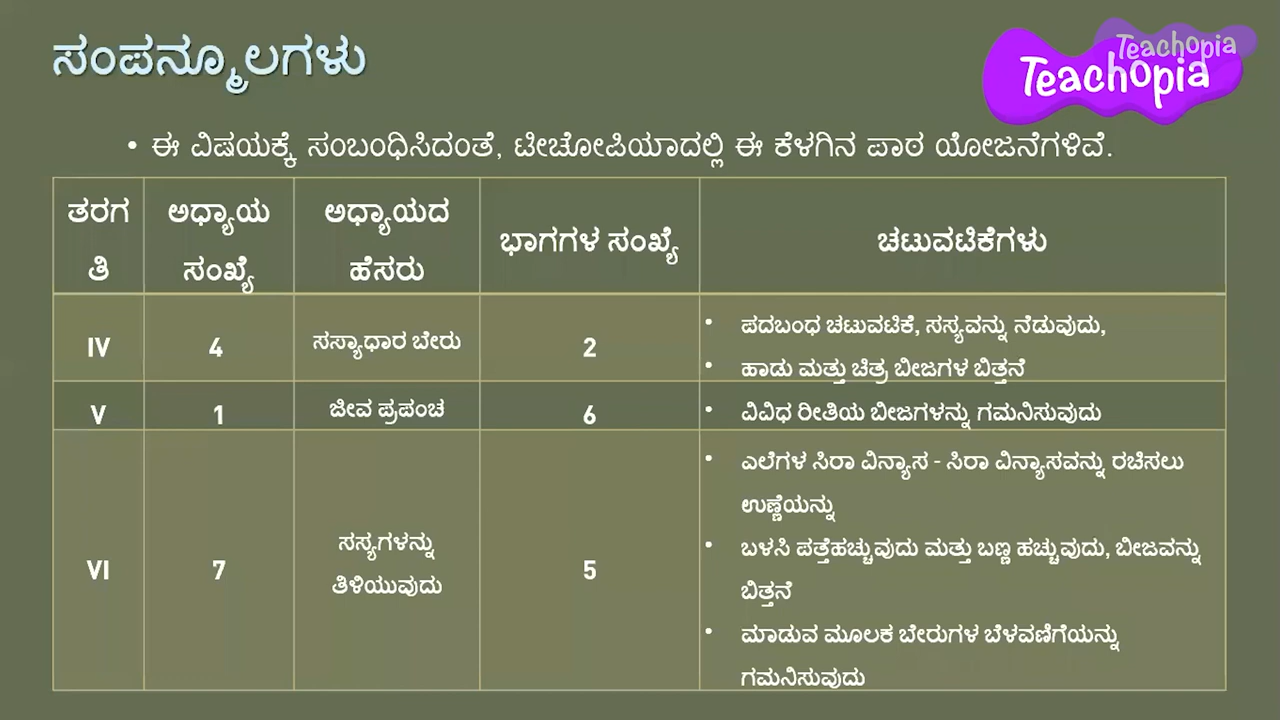 ಸಂಪನ್ಮೂಲಗಳು
Teachopia
Teachopia
• ಈ ವಿಷಯಕ್ಕೆ ಸಂಬಂಧಿಸಿದಂತೆ, ಟೀಚೋಪಿಯಾದಲ್ಲಿ ಈ ಕೆಳಗಿನ ಪಾಠ ಯೋಜನೆಗಳಿವೆ.
ತರಗ
ತಿ
ಅಧ್ಯಾಯ
ಸಂಖ್ಯೆ
ಅಧ್ಯಾಯದ
ಹೆಸರು
ಭಾಗಗಳ ಸಂಖ್ಯೆ
ಚಟುವಟಿಕೆಗಳು
IV
4
ಸಸ್ಯಾಧಾರ ಬೇರು
2
• ಪದಬಂಧ ಚಟುವಟಿಕೆ, ಸಸ್ಯವನ್ನು ನೆಡುವುದು,
• ಹಾಡು ಮತ್ತು ಚಿತ್ರ ಬೀಜಗಳ ಬಿತ್ತನೆ
V
1
ಜೀವ ಪ್ರಪಂಚ
6
• ವಿವಿಧ ರೀತಿಯ ಬೀಜಗಳನ್ನು ಗಮನಿಸುವುದು
VI
7
ಸಸ್ಯಗಳನ್ನು
ತಿಳಿಯುವುದು
5
• ಎಲೆಗಳ ಸಿರಾ ವಿನ್ಯಾಸ - ಸಿರಾ ವಿನ್ಯಾಸವನ್ನು ರಚಿಸಲು
ಉಣ್ಣೆಯನ್ನು
• ಬಳಸಿ ಪತ್ತೆಹಚ್ಚುವುದು ಮತ್ತು ಬಣ್ಣ ಹಚ್ಚುವುದು, ಬೀಜವನ್ನು
ಬಿತ್ತನೆ
• ಮಾಡುವ ಮೂಲಕ ಬೇರುಗಳ ಬೆಳವಣಿಗೆಯನ್ನು
ಗಮನಿಸುವುದು